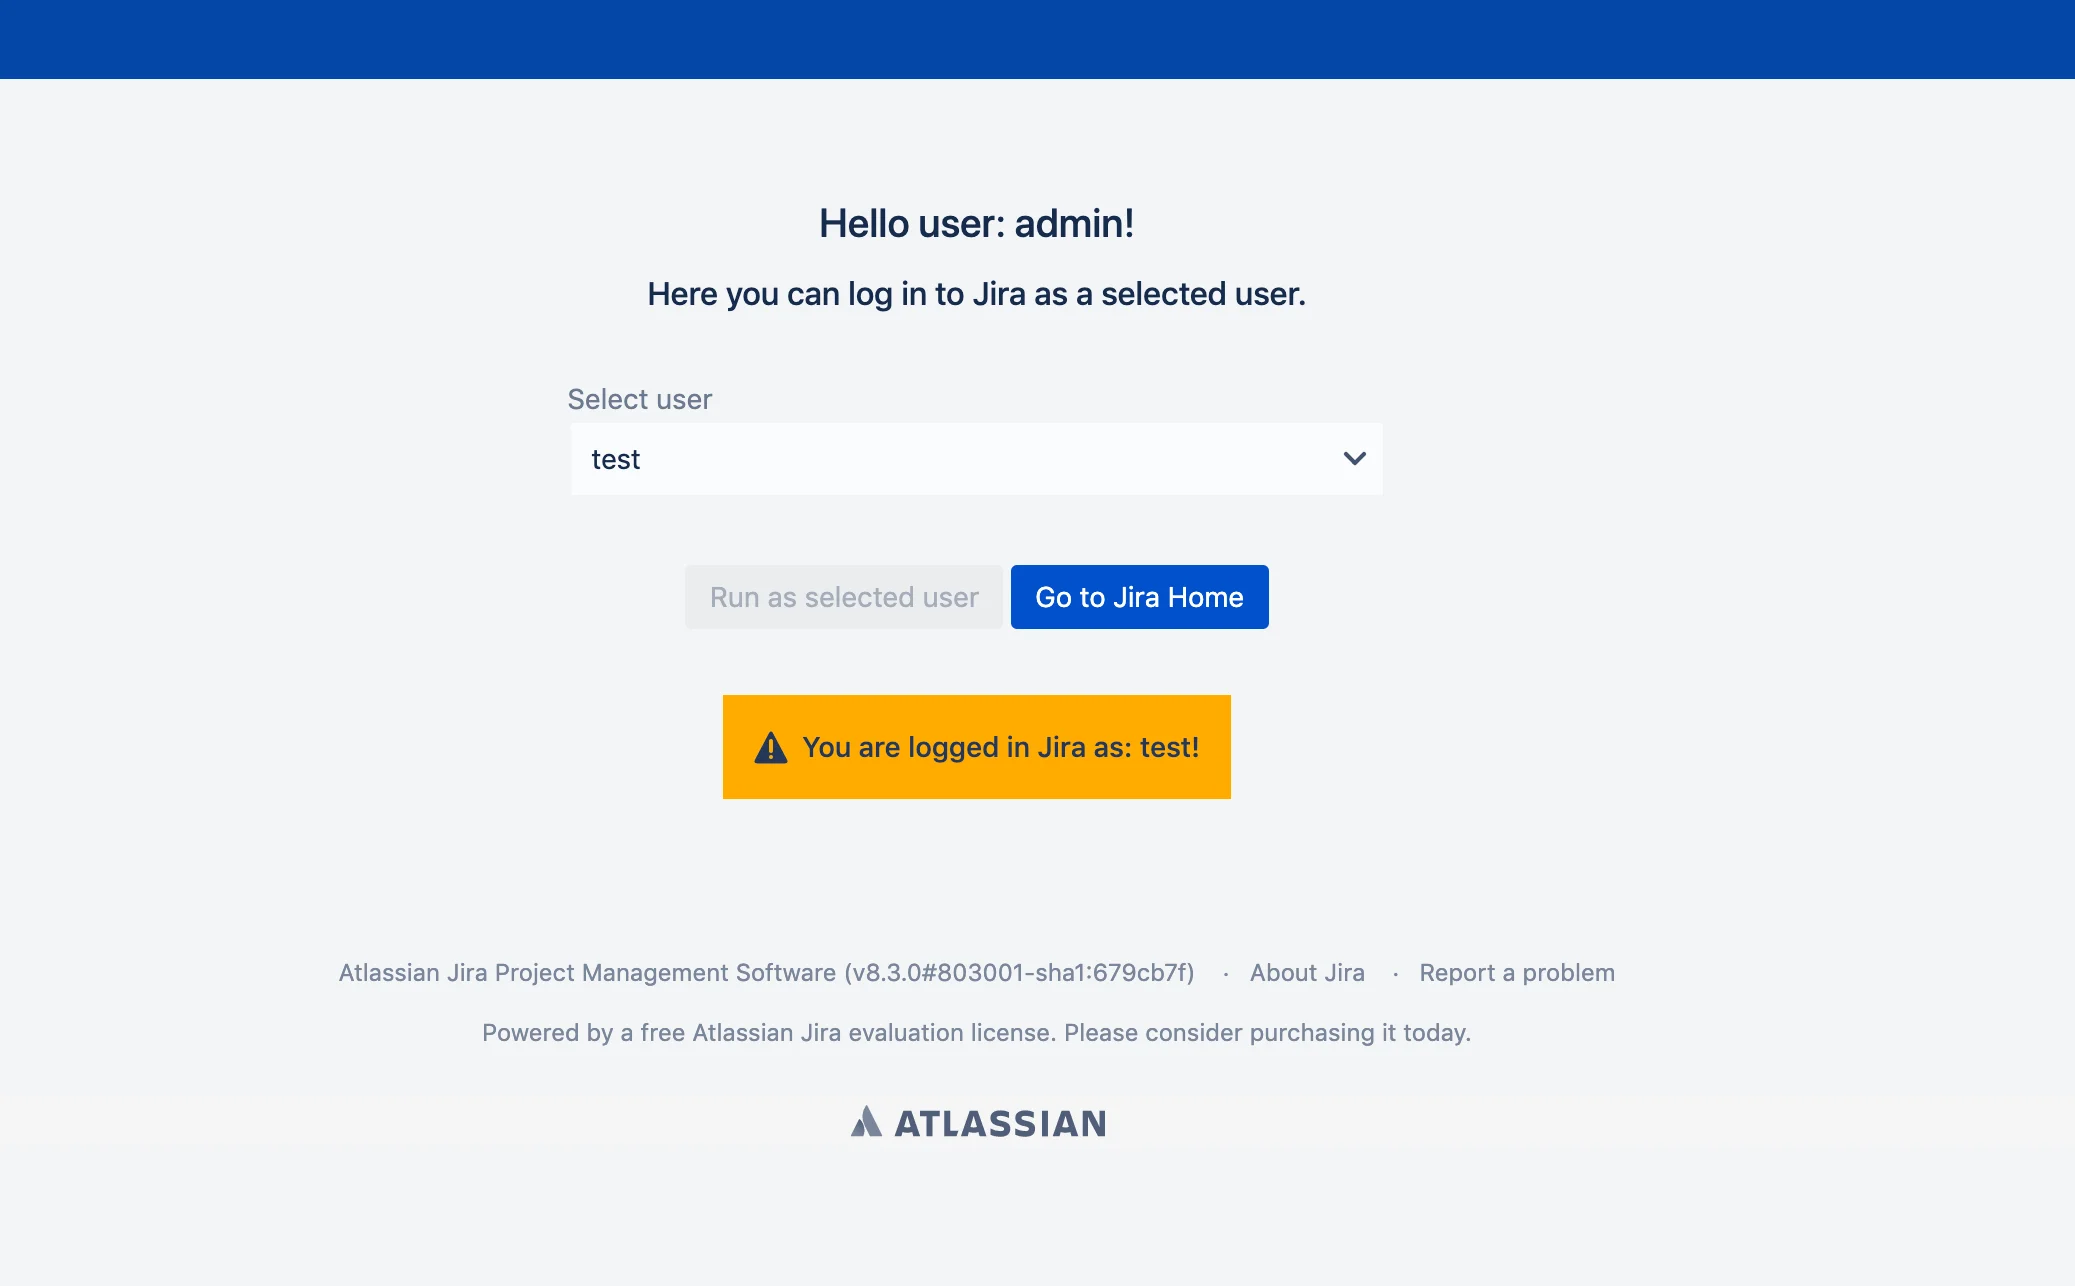 Hello user: admin!
Here you can log in to Jira as a selected user.
Select user
test
Run as selected user Go to Jira Home
You are logged in Jira as: test!
Atlassian Jira Project Management Software (v8.3.0#803001-sha1:679cb7f) · About Jira · Report a problem
Powered by a free Atlassian Jira evaluation license. Please consider purchasing it today.
ATLASSIAN